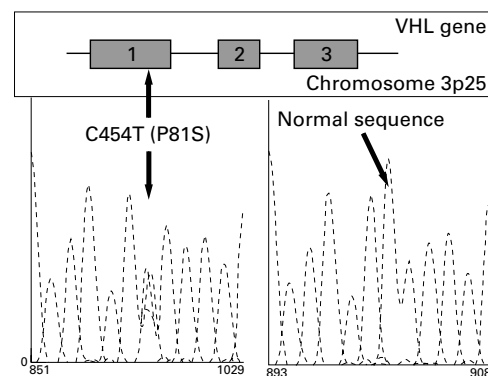 VHL gene
1
2
3
Chromosome 3p25
C454T (P81S)
Normal sequence
0
851
1029
893
908